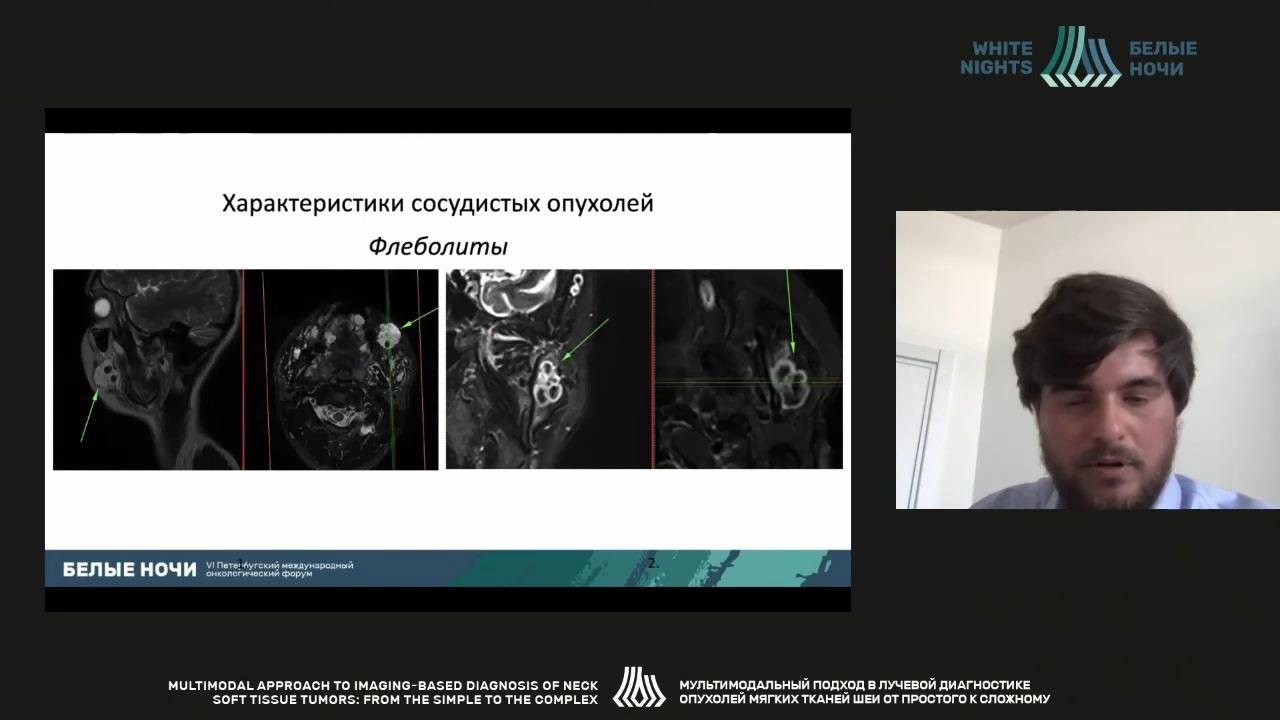 WHITE
NIGHTS
БЕЛЫЕ
НОЧИ
Характеристики сосудистых опухолей
Флеболиты
1.
2.
БЕЛЫЕ НОЧИ
VI Петербугский международный
онкологический форум
MULTIMODAL APPROACH TO IMAGING-BASED DIAGNOSIS OF NECK
SOFT TISSUE TUMORS: FROM THE SIMPLE TO THE COMPLEX
МУЛЬТИМОДАЛЬНЫЙ ПОДХОД В ЛУЧЕВОЙ ДИАГНОСТИКЕ
ОПУХОЛЕЙ МЯГКИХ ТКАНЕЙ ШЕИ ОТ ПРОСТОГО К СЛОЖНОМУ